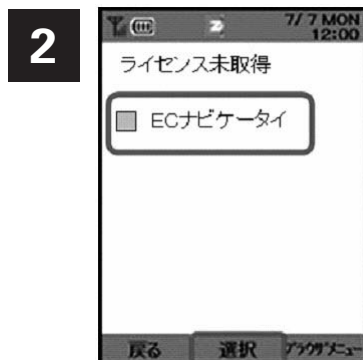 2
7/ 7 MON
12:00
ライセンス未取得
ECナビケータイ
戻る 選択 ブラウザメニュー